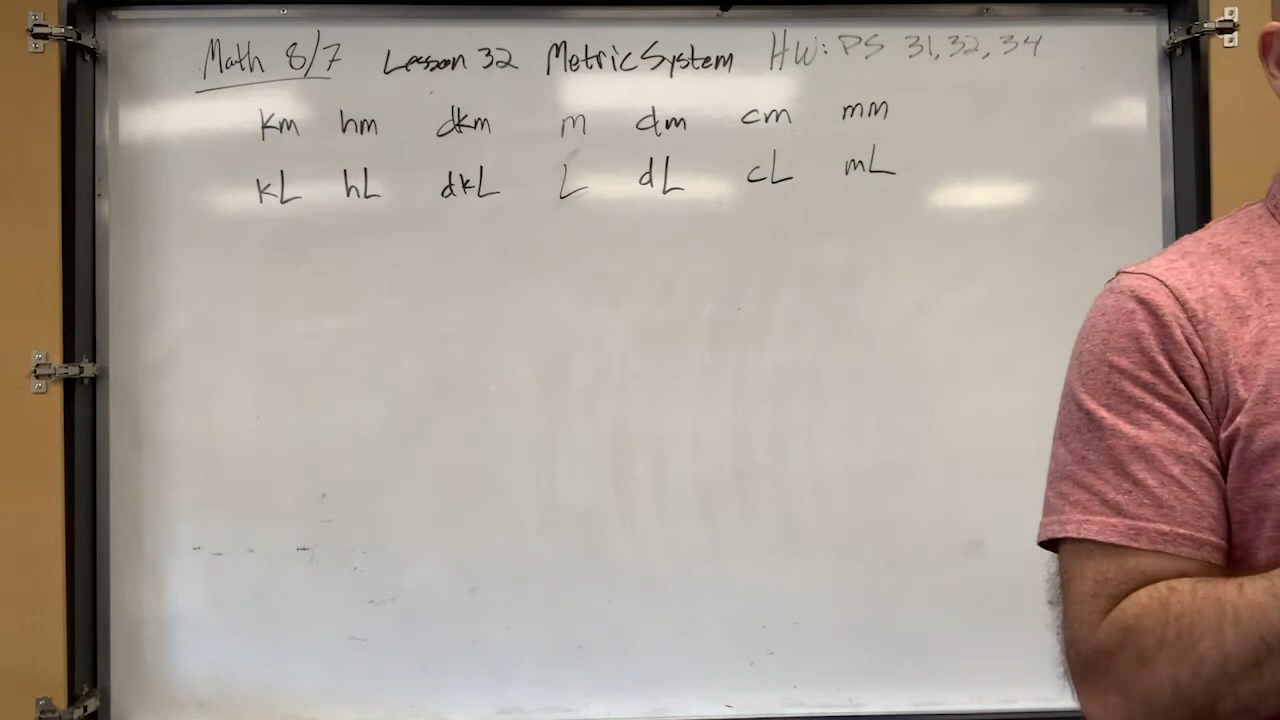 Math 8/7 Lesson 32 Metric System HW: PS 31, 32, 34
km hm dkm m dm cm mm
kL hL dkL L dL cL mL